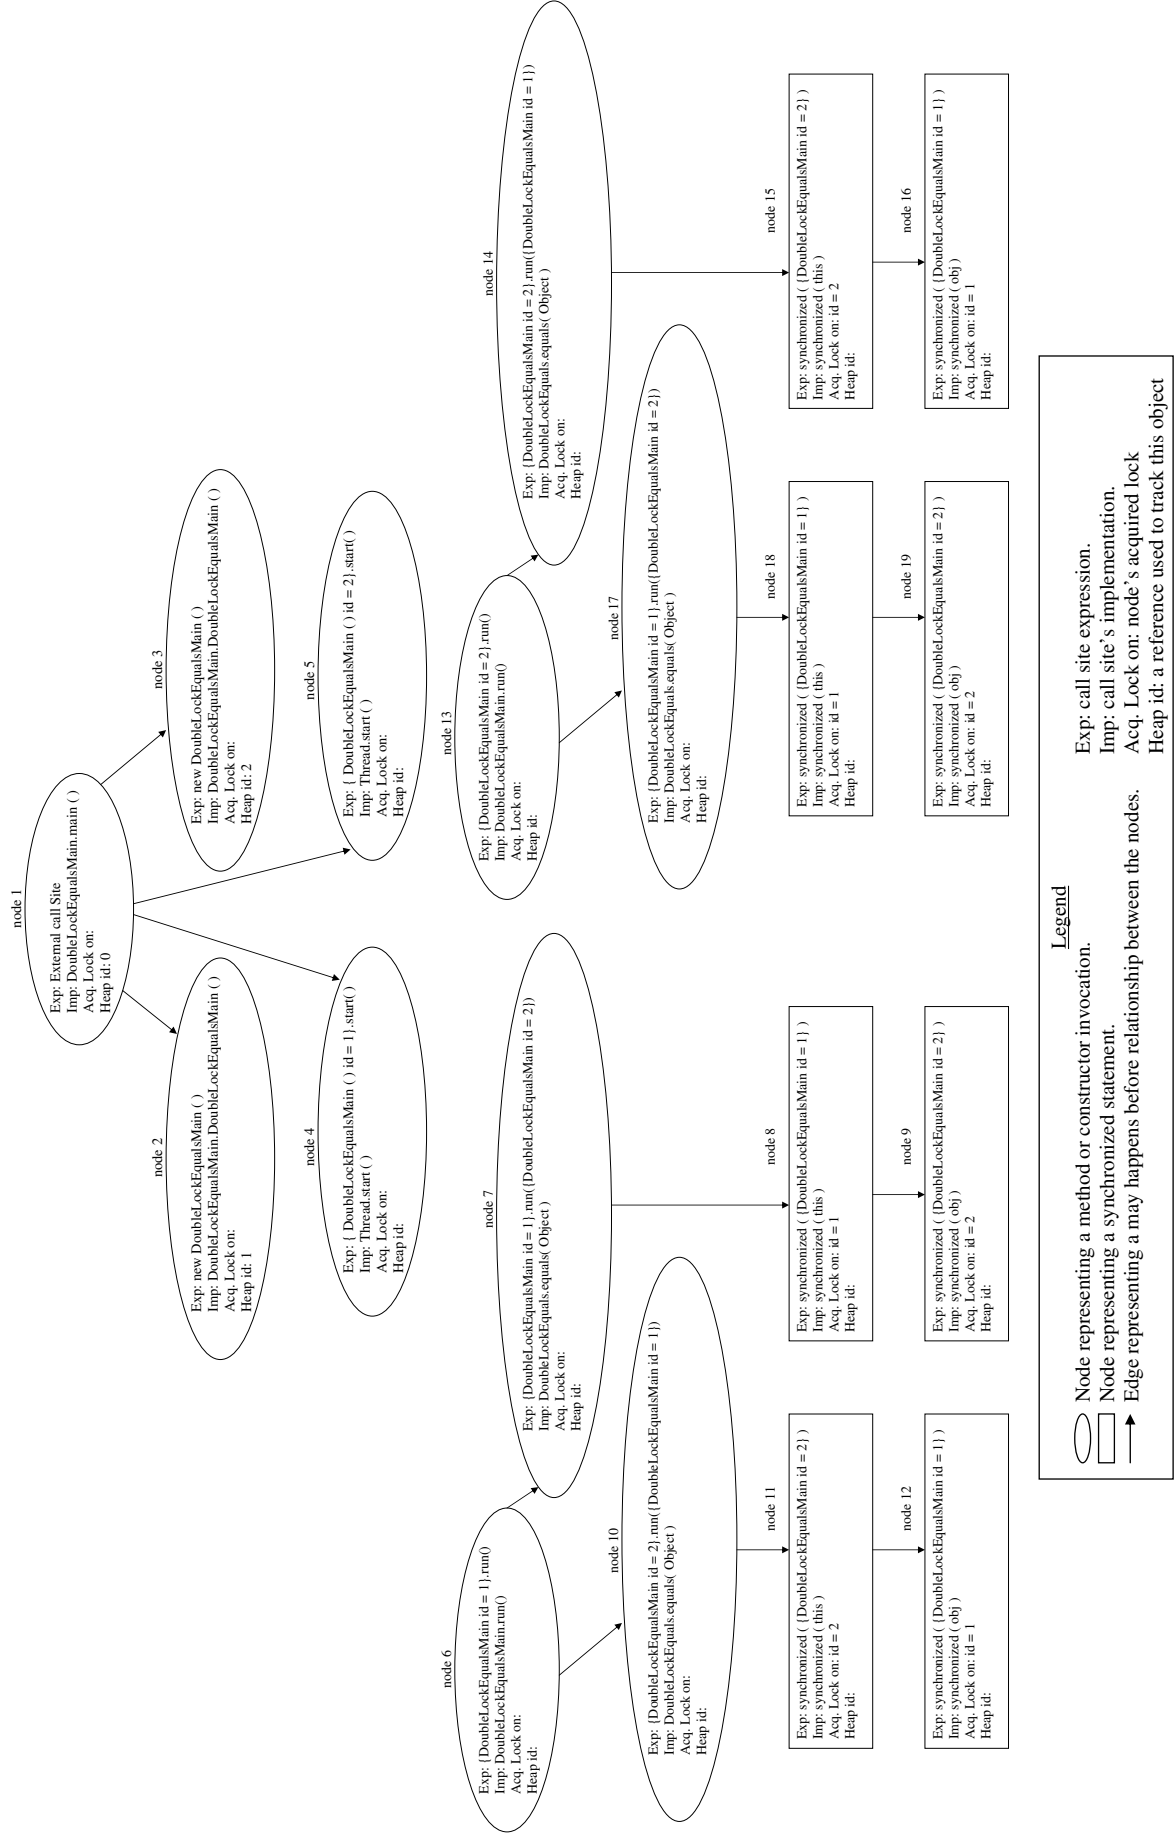 node 1
Exp: External call Site
Imp: DoubleLockEqualsMain.main ( )
Acq. Lock on:
Heap id: 0
node 2
Exp: new DoubleLockEqualsMain ( )
Imp: DoubleLockEqualsMain.DoubleLockEqualsMain ( )
Acq. Lock on:
Heap id: 1
node 3
Exp: new DoubleLockEqualsMain ( )
Imp: DoubleLockEqualsMain.DoubleLockEqualsMain ( )
Acq. Lock on:
Heap id: 2
node 4
Exp: { DoubleLockEqualsMain ( ) id = 1}.start( )
Imp: Thread.start ( )
Acq. Lock on:
Heap id:
node 5
Exp: { DoubleLockEqualsMain ( ) id = 2}.start( )
Imp: Thread.start ( )
Acq. Lock on:
Heap id:
node 6
Exp: {DoubleLockEqualsMain id = 1}.run()
Imp: DoubleLockEqualsMain.run()
Acq. Lock on:
Heap id:
node 7
Exp: {DoubleLockEqualsMain id = 1}.run({DoubleLockEqualsMain id = 2})
Imp: DoubleLockEquals.equals( Object )
Acq. Lock on:
Heap id:
node 10
Exp: {DoubleLockEqualsMain id = 2}.run({DoubleLockEqualsMain id = 1})
Imp: DoubleLockEquals.equals( Object )
Acq. Lock on:
Heap id:
node 11
Exp: synchronized ( {DoubleLockEqualsMain id = 2} )
Imp: synchronized ( this )
Acq. Lock on: id = 2
Heap id:
node 12
Exp: synchronized ( {DoubleLockEqualsMain id = 1} )
Imp: synchronized ( obj )
Acq. Lock on: id = 1
Heap id:
node 8
Exp: synchronized ( {DoubleLockEqualsMain id = 1} )
Imp: synchronized ( this )
Acq. Lock on: id = 1
Heap id:
node 9
Exp: synchronized ( {DoubleLockEqualsMain id = 2} )
Imp: synchronized ( obj )
Acq. Lock on: id = 2
Heap id:
node 13
Exp: {DoubleLockEqualsMain id = 2}.run()
Imp: DoubleLockEqualsMain.run()
Acq. Lock on:
Heap id:
node 14
Exp: {DoubleLockEqualsMain id = 2}.run({DoubleLockEqualsMain id = 1})
Imp: DoubleLockEquals.equals( Object )
Acq. Lock on:
Heap id:
node 17
Exp: {DoubleLockEqualsMain id = 1}.run({DoubleLockEqualsMain id = 2})
Imp: DoubleLockEquals.equals( Object )
Acq. Lock on:
Heap id:
node 18
Exp: synchronized ( {DoubleLockEqualsMain id = 1} )
Imp: synchronized ( this )
Acq. Lock on: id = 1
Heap id:
node 19
Exp: synchronized ( {DoubleLockEqualsMain id = 2} )
Imp: synchronized ( obj )
Acq. Lock on: id = 2
Heap id:
node 15
Exp: synchronized ( {DoubleLockEqualsMain id = 2} )
Imp: synchronized ( this )
Acq. Lock on: id = 2
Heap id:
node 16
Exp: synchronized ( {DoubleLockEqualsMain id = 1} )
Imp: synchronized ( obj )
Acq. Lock on: id = 1
Heap id:
Legend
Node representing a method or constructor invocation.
Node representing a synchronized statement.
Edge representing a may happens before relationship between the nodes.
Exp: call site expression.
Imp: call site's implementation.
Acq. Lock on: node's acquired lock
Heap id: a reference used to track this object